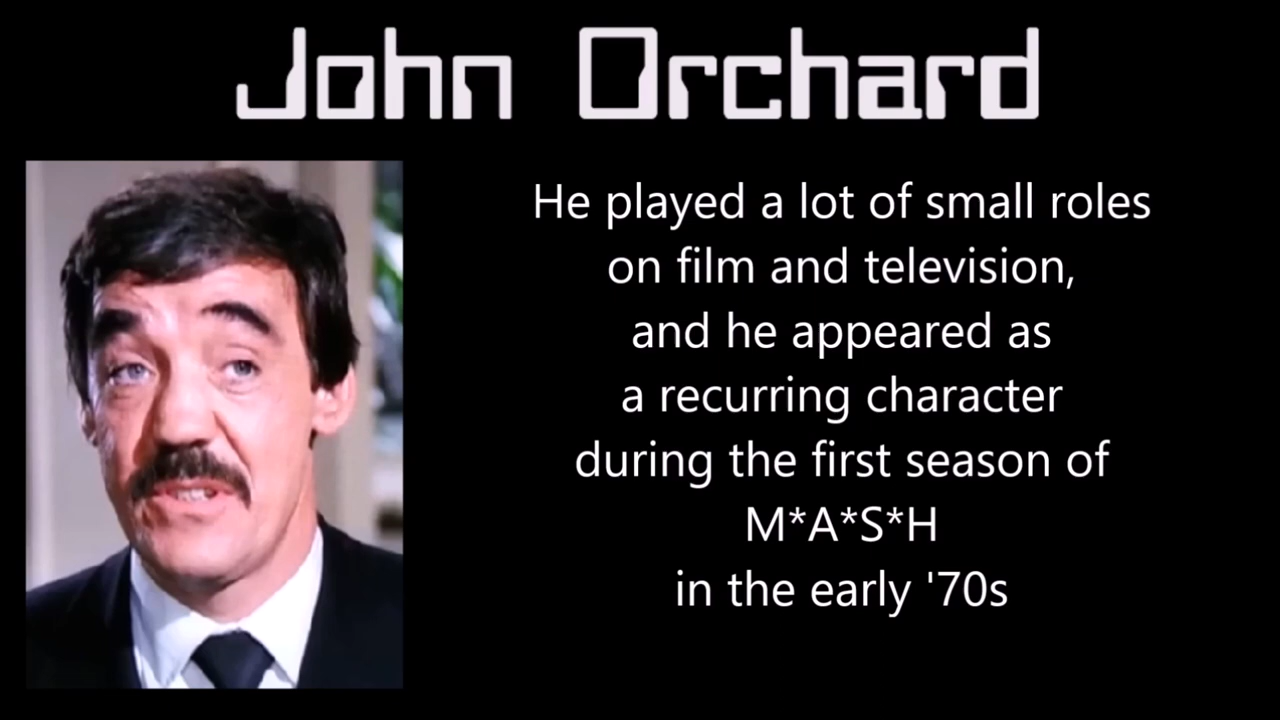 John Orchard
He played a lot of small roles
on film and television,
and he appeared as
a recurring character
during the first season of
M*A*S*H
in the early '70s